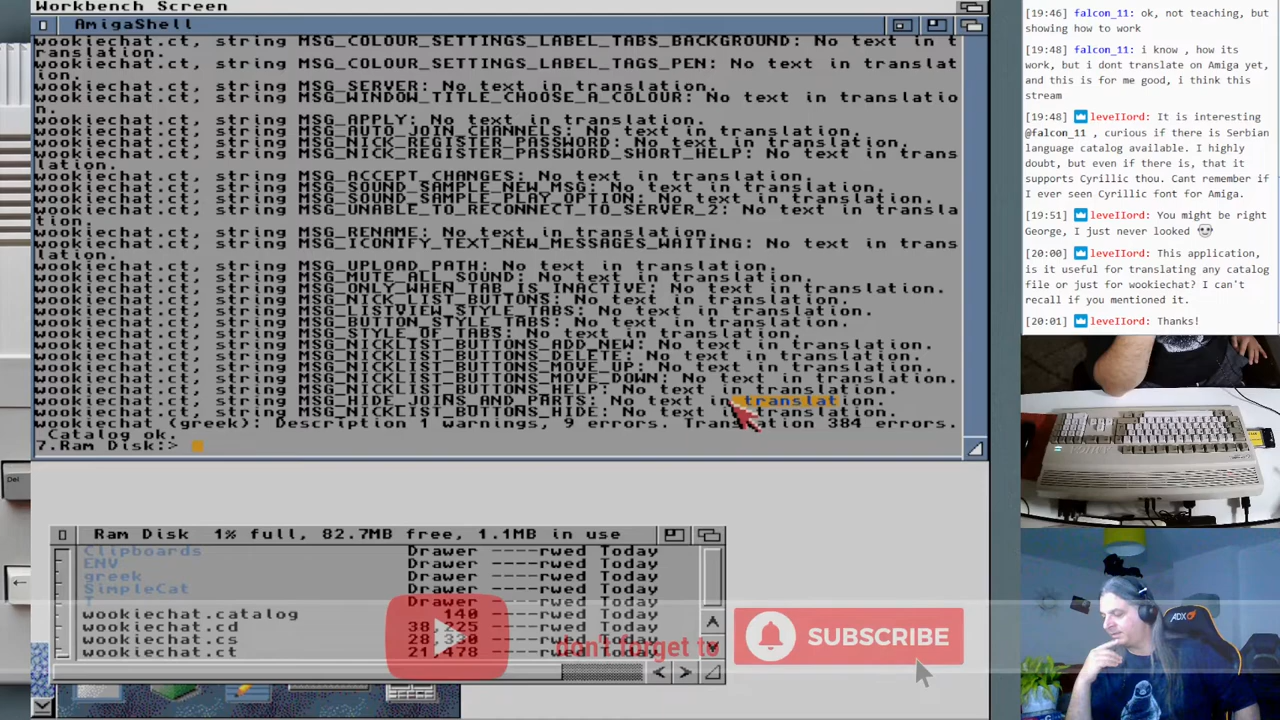 Workbench Screen
AmigaShell
wookiechat.ct, string MSG_COLOUR_SETTINGS_LABEL_TABS_BACKGROUND: No text in t
ranslation.
wookiechat.ct, string MSG_COLOUR_SETTINGS_LABEL_TAGS_PEN: No text in translat
ion.
wookiechat.ct, string MSG_SERVER: No text in translation.
wookiechat.ct, string MSG_WINDOW_TITLE_CHOOSE_A_COLOUR: No text in translatio
n.
wookiechat.ct, string MSG_APPLY: No text in translation.
wookiechat.ct, string MSG_AUTO_JOIN_CHANNELS: No text in translation.
wookiechat.ct, string MSG_NICK_REGISTER_PASSWORD: No text in translation.
wookiechat.ct, string MSG_NICK_REGISTER_PASSWORD_SHORT_HELP: No text in trans
lation.
wookiechat.ct, string MSG_ACCEPT_CHANGES: No text in translation.
wookiechat.ct, string MSG_SOUND_SAMPLE_NEW_MSG: No text in translation.
wookiechat.ct, string MSG_SOUND_SAMPLE_PLAY_OPTION: No text in translation.
wookiechat.ct, string MSG_UNABLE_TO_RECONNECT_TO_SERVER_2: No text in transla
tion.
wookiechat.ct, string MSG_REJOIN: No text in translation.
wookiechat.ct, string MSG_ICONIFY_TEXT_NEW_MESSAGES_WAITING: No text in trans
lation.
wookiechat.ct, string MSG_UPLOAD_PATH: No text in translation.
wookiechat.ct, string MSG_MUTE_ALL_SOUND: No text in translation.
wookiechat.ct, string MSG_ONLY_WHEN_TAB_IS_INACTIVE: No text in translation.
wookiechat.ct, string MSG_NICK_LIST_BUTTONS: No text in translation.
wookiechat.ct, string MSG_LISTVIEW_STYLE_TABS: No text in translation.
wookiechat.ct, string MSG_BUTTON_STYLE_TABS: No text in translation.
wookiechat.ct, string MSG_STYLE_OF_TABS: No text in translation.
wookiechat.ct, string MSG_NICKLIST_BUTTONS_ADD_NEW: No text in translation.
wookiechat.ct, string MSG_NICKLIST_BUTTONS_DELETE: No text in translation.
wookiechat.ct, string MSG_NICKLIST_BUTTONS_MOVE_UP: No text in translation.
wookiechat.ct, string MSG_NICKLIST_BUTTONS_MOVE_DOWN: No text in translation.
wookiechat.ct, string MSG_NICKLIST_BUTTONS_HELP: No text in translation.
wookiechat.ct, string MSG_HIDE_JOINS_AND_PARTS: No text in translation.
wookiechat.ct, string MSG_NICKLIST_BUTTONS_HIDE: No text in translation.
wookiechat (greek): Description 1 warnings, 9 errors. Translation 384 errors.
Catalog ok.
7.Ram Disk:>
Ram Disk 1% full, 82.7MB free, 1.1MB in use
Clipboards Drawer ----rwed Today
ENV Drawer ----rwed Today
greek Drawer ----rwed Today
SimpleCat Drawer ----rwed Today
T Drawer ----rwed Today
wookiechat.catalog 140 ----rwed Today
wookiechat.cd 38,225 ----rwed Today
wookiechat.cs 28,330 ----rwed Today
wookiechat.ct 21,478 ----rwed Today
don't forget to
SUBSCRIBE
[19:46] falcon_11: ok, not teaching, but
showing how to work
[19:48] falcon_11: i know , how its
work, but i dont translate on Amiga yet,
and this is for me good, i think this
stream
[19:48] leveIIord: It is interesting
@falcon_11 , curious if there is Serbian
language catalog available. I highly
doubt, but even if there is, that it
supports Cyrillic thou. Cant remember if
I ever seen Cyrillic font for Amiga.
[19:51] leveIIord: You might be right
George, I just never looked
[20:00] leveIIord: This application,
is it useful for translating any catalog
file or just for wookiechat? I can't
recall if you mentioned it.
[20:01] leveIIord: Thanks!
Del
ADX